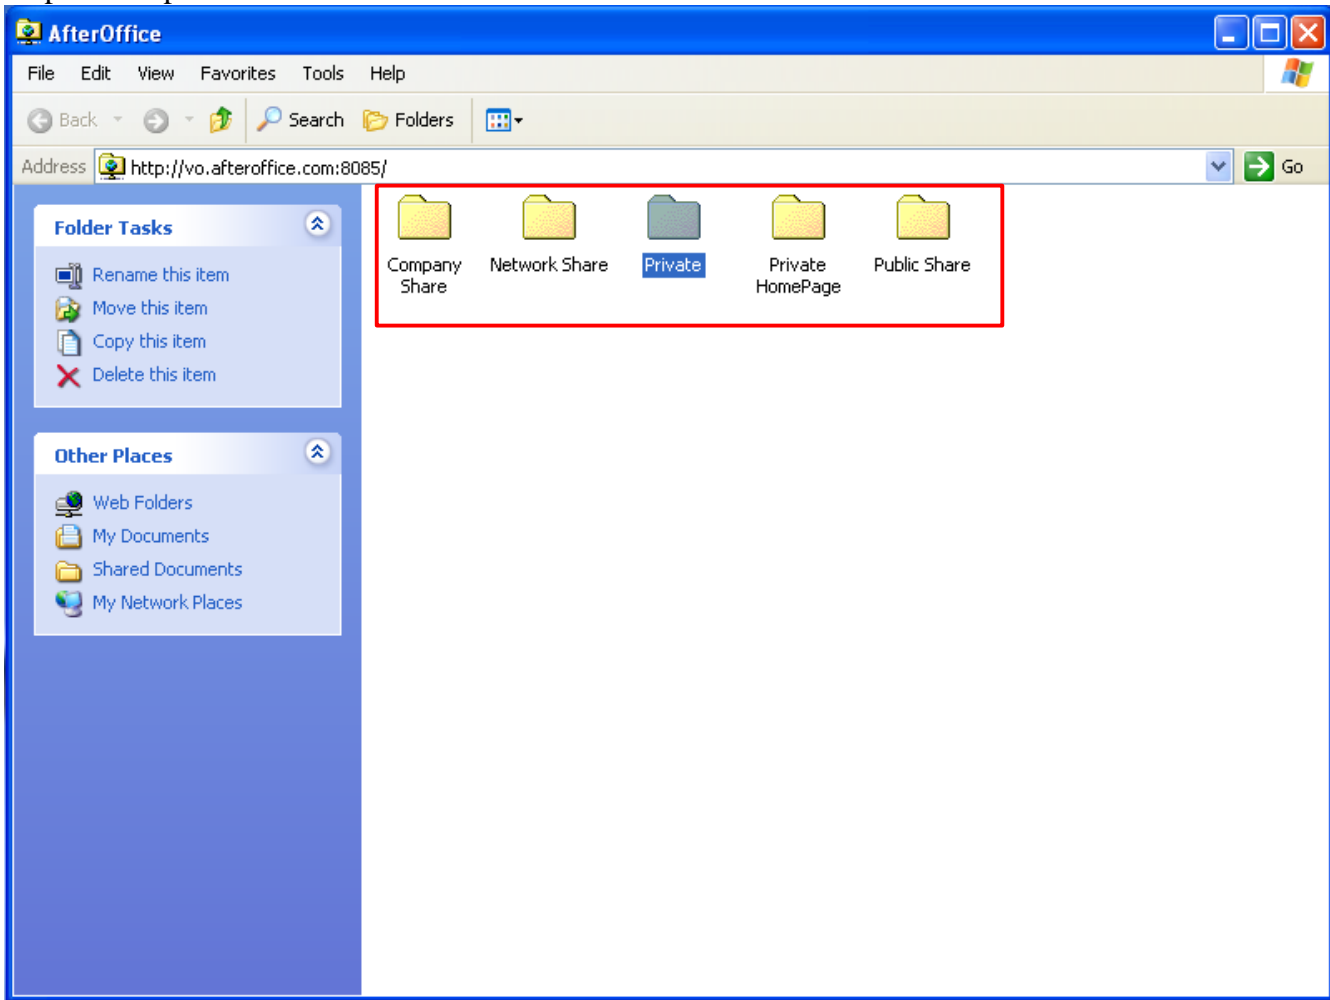 AfterOffice
File Edit View Favorites Tools Help
Back Search Folders
Address http://vo.afteroffice.com:8085/ Go
Folder Tasks
Rename this item
Move this item
Copy this item
Delete this item
Other Places
Web Folders
My Documents
Shared Documents
My Network Places
Company Share
Network Share
Private
Private HomePage
Public Share